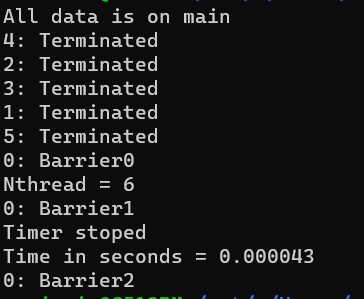 All data is on main
4: Terminated
2: Terminated
3: Terminated
1: Terminated
5: Terminated
0: Barrier0
Nthread = 6
0: Barrier1
Timer stoped
Time in seconds = 0.000043
0: Barrier2